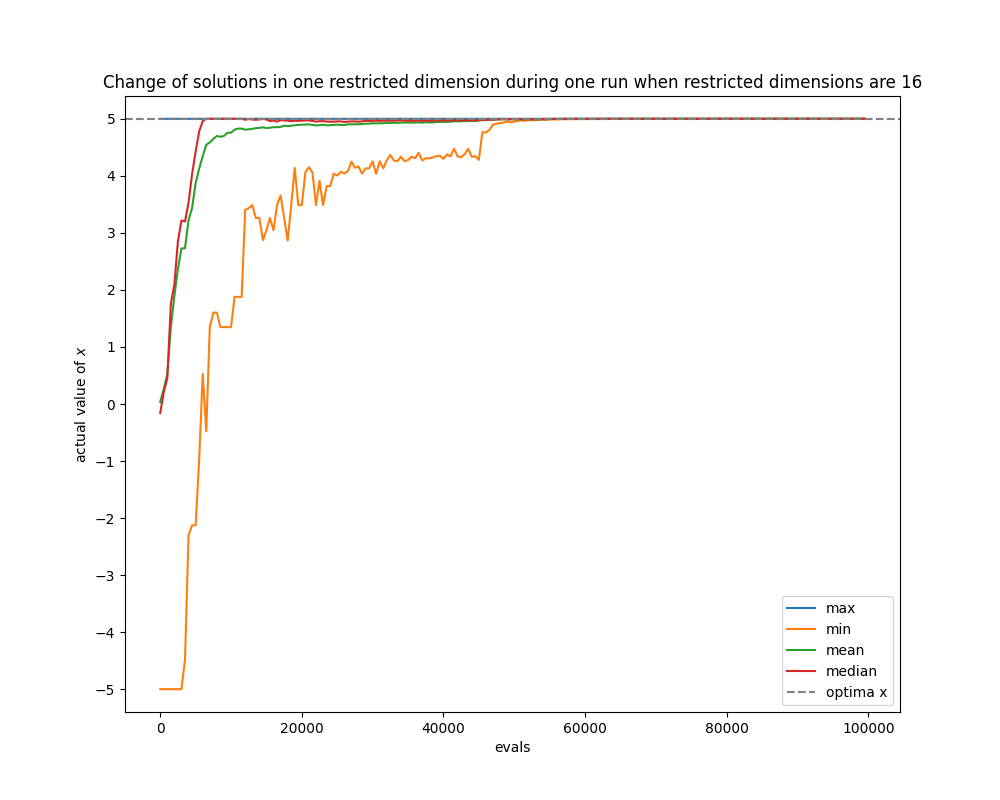 Change of solutions in one restricted dimension during one run when restricted dimensions are 16
actual value of x
5
4
3
2
1
0
−1
−2
−3
−4
−5
max
min
mean
median
optima x
0
20000
40000
60000
80000
100000
evals